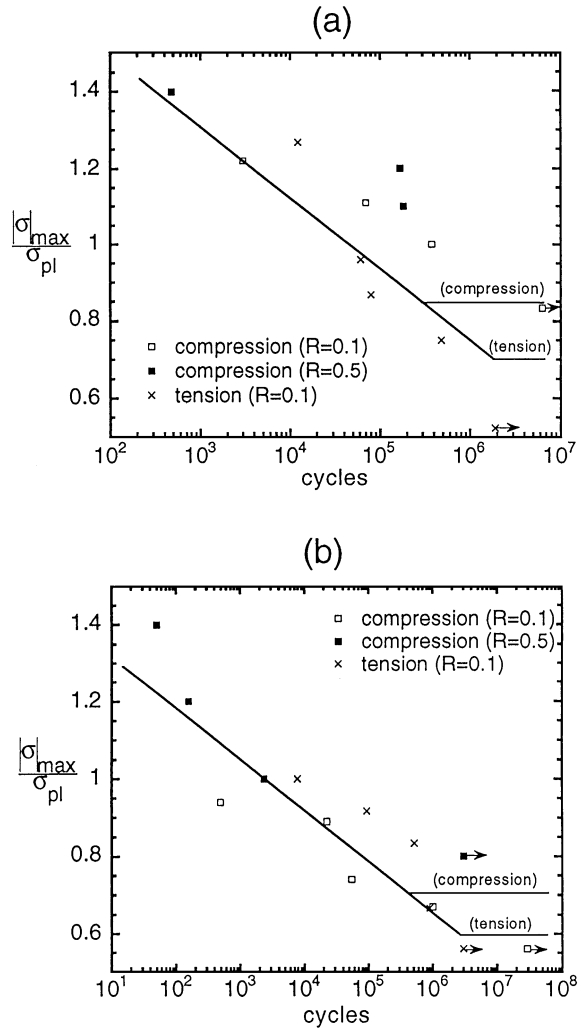 (a)
1.4
1.2
1
0.8
0.6
|σ|max
σpl
(compression)
(tension)
□ compression (R=0.1)
■ compression (R=0.5)
× tension (R=0.1)
10² 10³ 10⁴ 10⁵ 10⁶ 10⁷
cycles
(b)
□ compression (R=0.1)
■ compression (R=0.5)
× tension (R=0.1)
1.4
1.2
1
0.8
0.6
|σ|max
σpl
(compression)
(tension)
10¹ 10² 10³ 10⁴ 10⁵ 10⁶ 10⁷ 10⁸
cycles